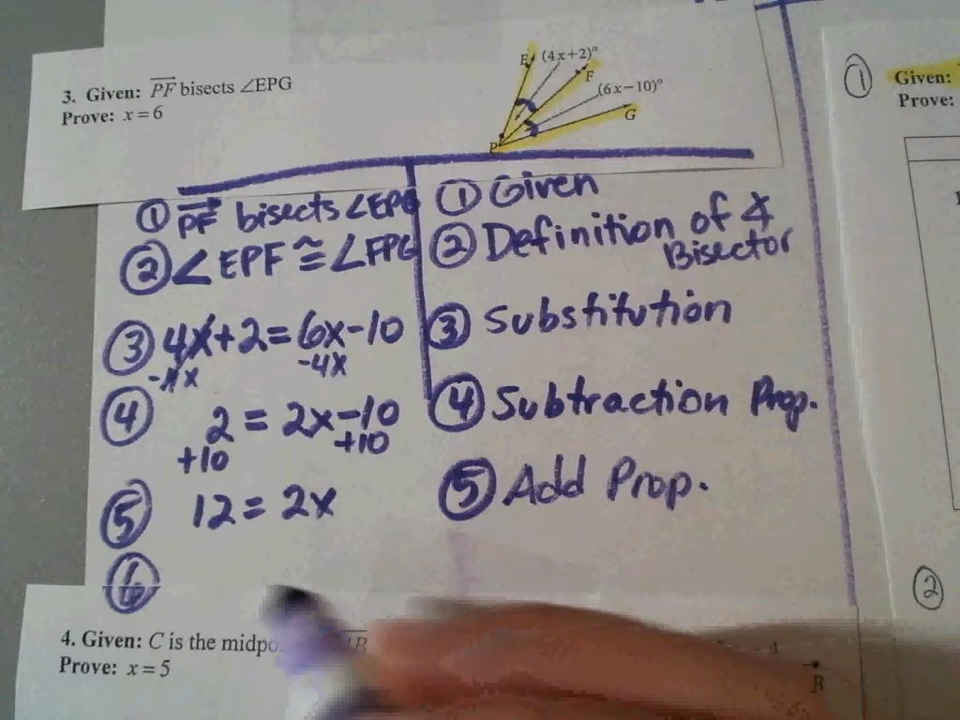 3. Given: PF bisects ∠EPG
Prove: x = 6
E (4x+2)°
F
(6x−10)°
G
P
① PF bisects ∠EPG ① Given
② ∠EPF ≅ ∠FPG ② Definition of ∡
Bisector
③ 4x+2 = 6x−10 ③ Substitution
-4x -4x
④ 2 = 2x−10 ④ Subtraction Prop.
+10 +10
⑤ 12 = 2x ⑤ Add Prop.
⑥
4. Given: C is the
Prove: x = 5
B
① Given:
Prove:
②